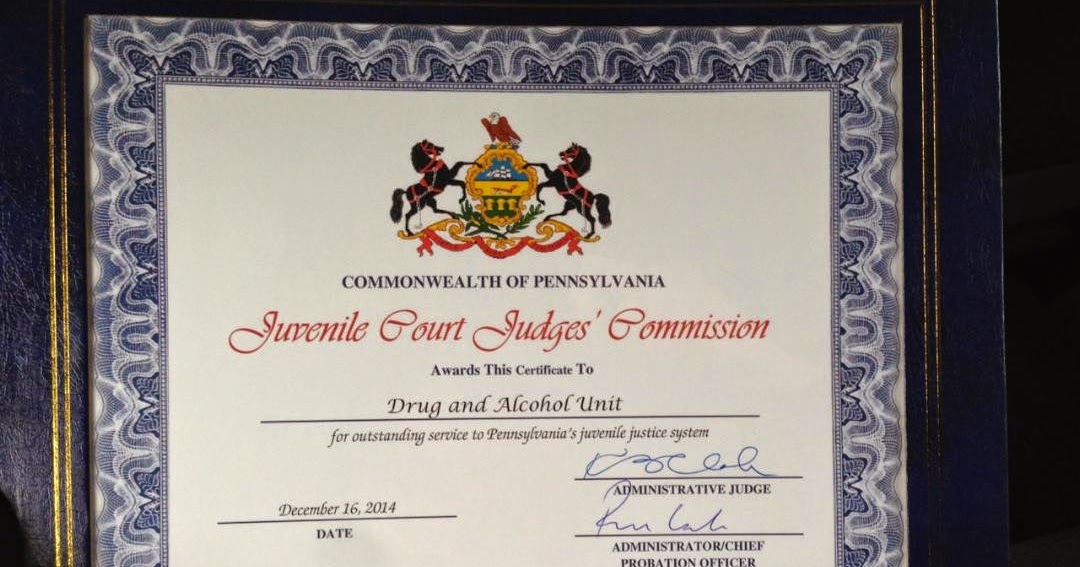 COMMONWEALTH OF PENNSYLVANIA
Juvenile Court Judges' Commission
Awards This Certificate To
Drug and Alcohol Unit
for outstanding service to Pennsylvania's juvenile justice system
ADMINISTRATIVE JUDGE
December 16, 2014
DATE
ADMINISTRATOR/CHIEF
PROBATION OFFICER